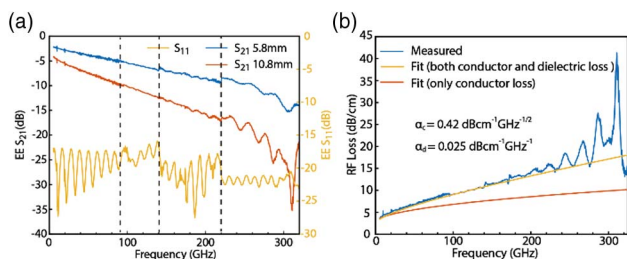 (a)
S11
S21 5.8mm
S21 10.8mm
EE S21(dB)
0
-5
-10
-15
-20
-25
-30
-35
-40
0
5
10
15
20
25
30
EE S11(dB)
0
100
200
300
Frequency (GHz)
(b)
Measured
Fit (both conductor and dielectric loss)
Fit (only conductor loss)
αc = 0.42 dBcm-1GHz-1/2
αd = 0.025 dBcm-1GHz-1
RF Loss (dB/cm)
45
40
35
30
25
20
15
10
5
0
0
100
200
300
Frequency (GHz)